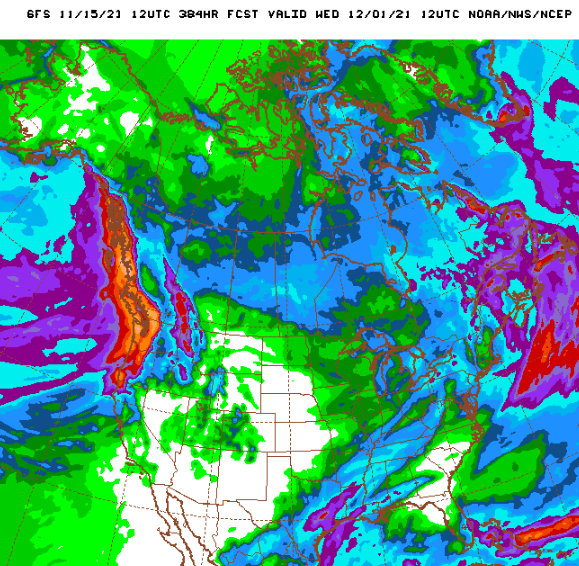 GFS 11/15/21 12UTC 384HR FCST VALID WED 12/01/21 12UTC NOAA/NWS/NCEP